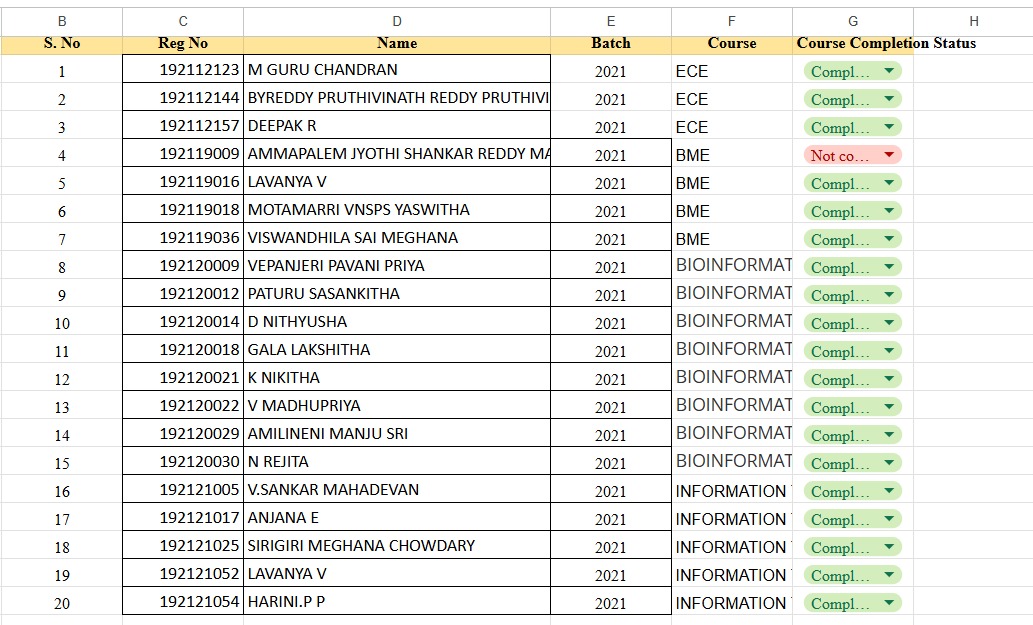 B C D E F G H
S. No Reg No Name Batch Course Course Completion Status
1 192112123 M GURU CHANDRAN 2021 ECE Compl...
2 192112144 BYREDDY PRUTHIVINATH REDDY PRUTHIVI 2021 ECE Compl...
3 192112157 DEEPAK R 2021 ECE Compl...
4 192119009 AMMAPALEM JYOTHI SHANKAR REDDY MA 2021 BME Not co...
5 192119016 LAVANYA V 2021 BME Compl...
6 192119018 MOTAMARRI VNSPS YASWITHA 2021 BME Compl...
7 192119036 VISWANDHILA SAI MEGHANA 2021 BME Compl...
8 192120009 VEPANJERI PAVANI PRIYA 2021 BIOINFORMAT Compl...
9 192120012 PATURU SASANKITHA 2021 BIOINFORMAT Compl...
10 192120014 D NITHYUSHA 2021 BIOINFORMAT Compl...
11 192120018 GALA LAKSHITHA 2021 BIOINFORMAT Compl...
12 192120021 K NIKITHA 2021 BIOINFORMAT Compl...
13 192120022 V MADHUPRIYA 2021 BIOINFORMAT Compl...
14 192120029 AMILINENI MANJU SRI 2021 BIOINFORMAT Compl...
15 192120030 N REJITA 2021 BIOINFORMAT Compl...
16 192121005 V.SANKAR MAHADEVAN 2021 INFORMATION Compl...
17 192121017 ANJANA E 2021 INFORMATION Compl...
18 192121025 SIRIGIRI MEGHANA CHOWDARY 2021 INFORMATION Compl...
19 192121052 LAVANYA V 2021 INFORMATION Compl...
20 192121054 HARINI.P P 2021 INFORMATION Compl...